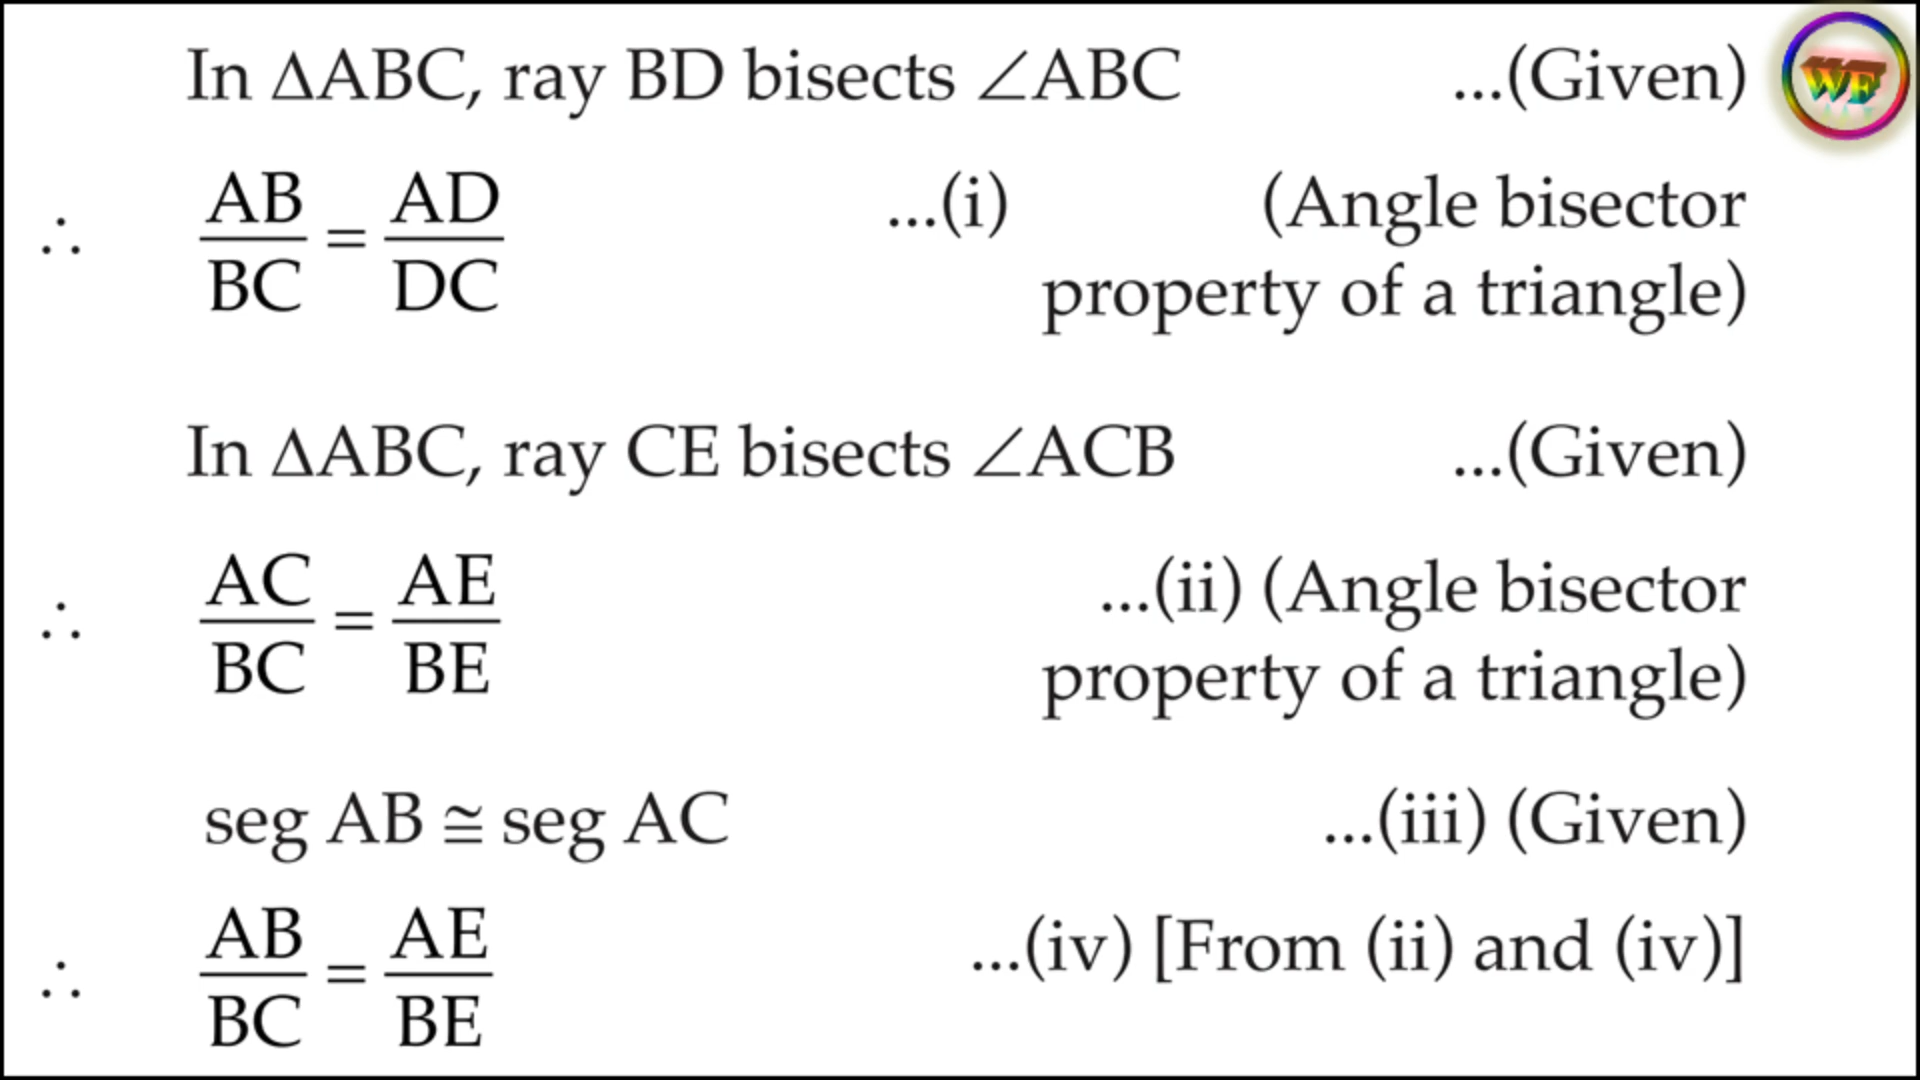 In ΔABC, ray BD bisects ∠ABC ...(Given)
WE
∴ AB/BC = AD/DC ...(i) (Angle bisector
property of a triangle)
In ΔABC, ray CE bisects ∠ACB ...(Given)
∴ AC/BC = AE/BE ...(ii) (Angle bisector
property of a triangle)
seg AB ≅ seg AC ...(iii) (Given)
∴ AB/BC = AE/BE ...(iv) [From (ii) and (iv)]